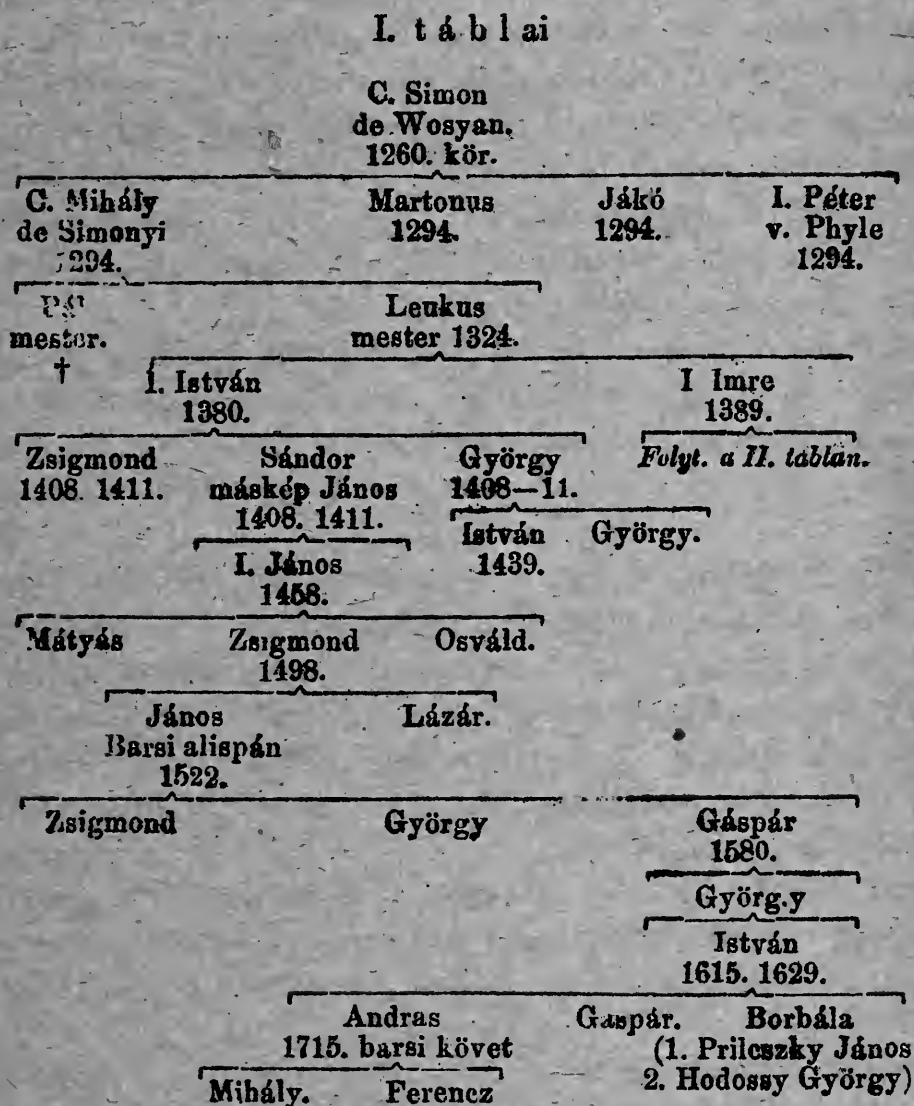 I. táblai
C. Simon
de Wosyan.
1260. kör.
C. Mihály Martonus Jákó I. Péter
de Simonyi 1294. 1294. v. Phyle
1294. 1294.
Leukus
mester. mester 1324.
† I. István I Imre
1380. 1389.
Zsigmond Sándor György Folyt. a II. táblán.
1408. 1411. máskép János 1408—11.
1408. 1411. István György.
I. János 1439.
1458.
Mátyás Zsigmond Osváld.
1498.
János Lázár.
Barsi alispán
1522.
Zsigmond György Gáspár
1580.
Györg.y
István
1615. 1629.
Andras Gaspár. Borbála
1715. barsi követ (1. Prileszky János
Mihály. Ferencz 2. Hodossy György)